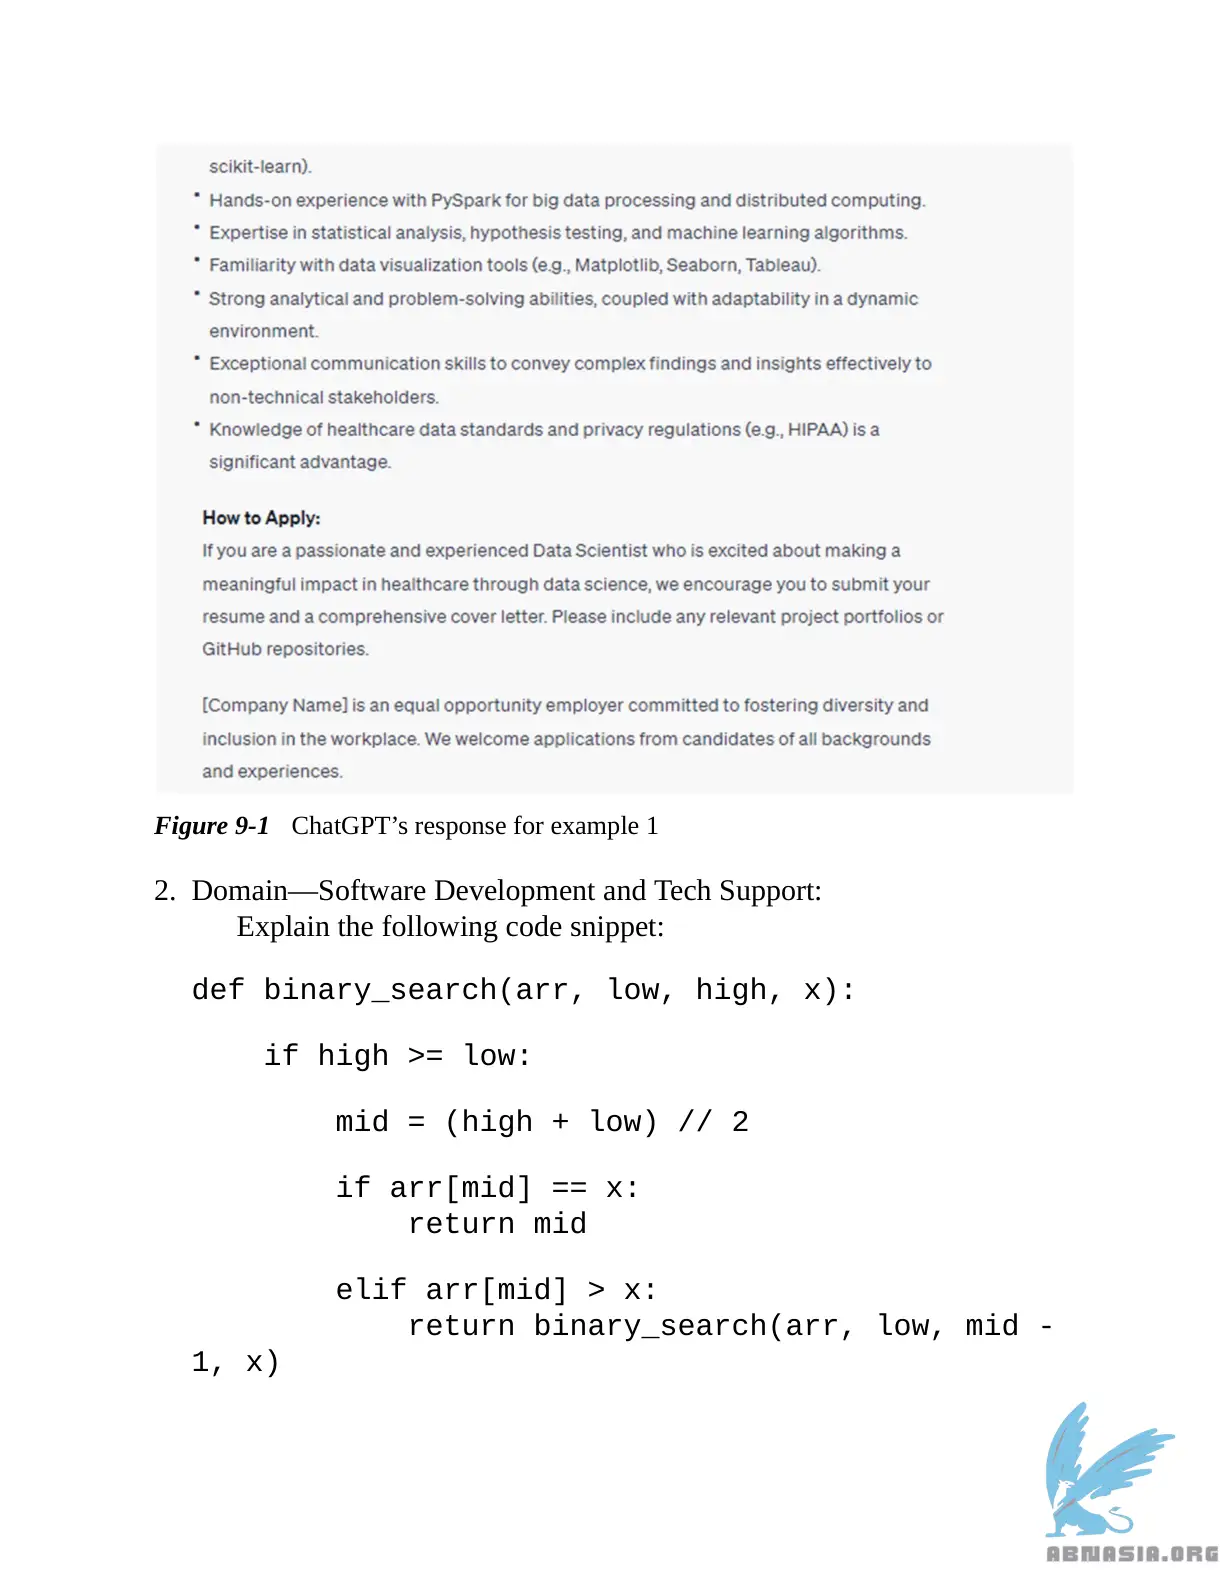 scikit-learn).
• Hands-on experience with PySpark for big data processing and distributed computing.
• Expertise in statistical analysis, hypothesis testing, and machine learning algorithms.
• Familiarity with data visualization tools (e.g., Matplotlib, Seaborn, Tableau).
• Strong analytical and problem-solving abilities, coupled with adaptability in a dynamic
environment.
• Exceptional communication skills to convey complex findings and insights effectively to
non-technical stakeholders.
• Knowledge of healthcare data standards and privacy regulations (e.g., HIPAA) is a
significant advantage.
How to Apply:
If you are a passionate and experienced Data Scientist who is excited about making a
meaningful impact in healthcare through data science, we encourage you to submit your
resume and a comprehensive cover letter. Please include any relevant project portfolios or
GitHub repositories.
[Company Name] is an equal opportunity employer committed to fostering diversity and
inclusion in the workplace. We welcome applications from candidates of all backgrounds
and experiences.
Figure 9-1 ChatGPT’s response for example 1
2. Domain—Software Development and Tech Support:
Explain the following code snippet:
def binary_search(arr, low, high, x):
    if high >= low:
        mid = (high + low) // 2
        if arr[mid] == x:
            return mid
        elif arr[mid] > x:
            return binary_search(arr, low, mid -
1, x)
ABNASIA.ORG